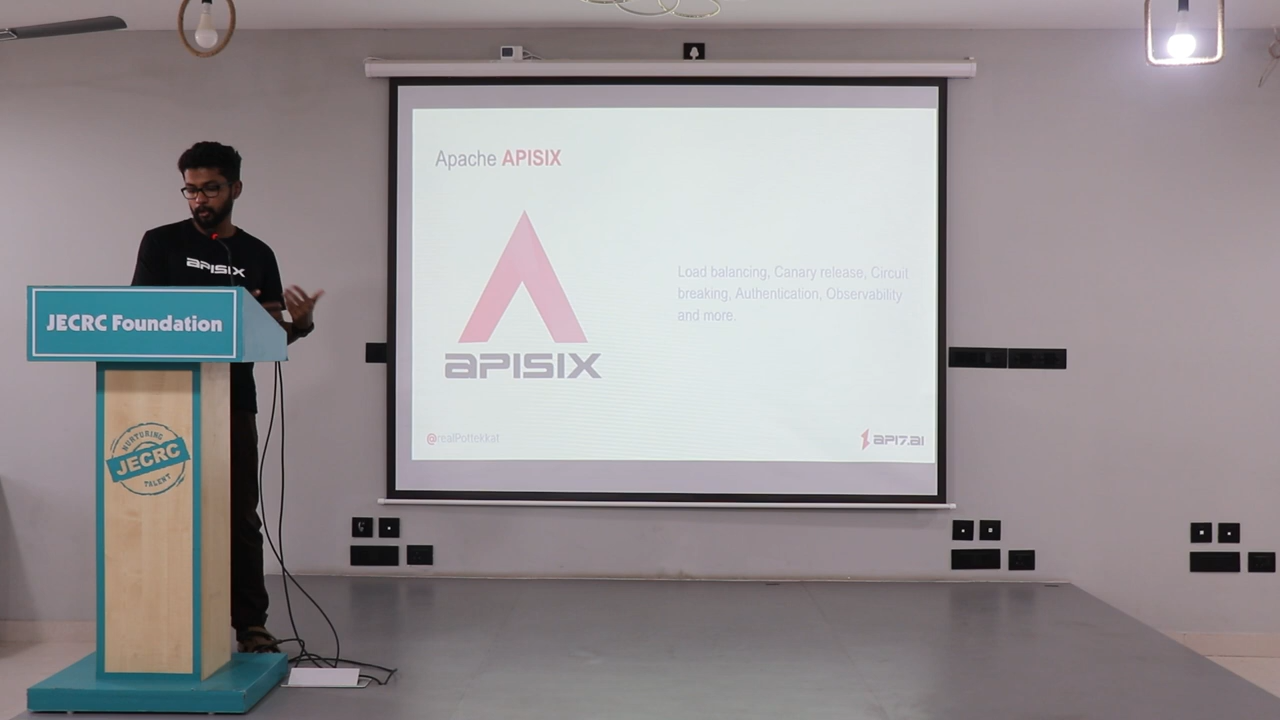 Apache APISIX
APISIX
Load balancing, Canary release, Circuit
breaking, Authentication, Observability
and more.
@realPottekkat
API7.AI
APISIX
JECRC Foundation
NURTURING
JECRC
TALENT